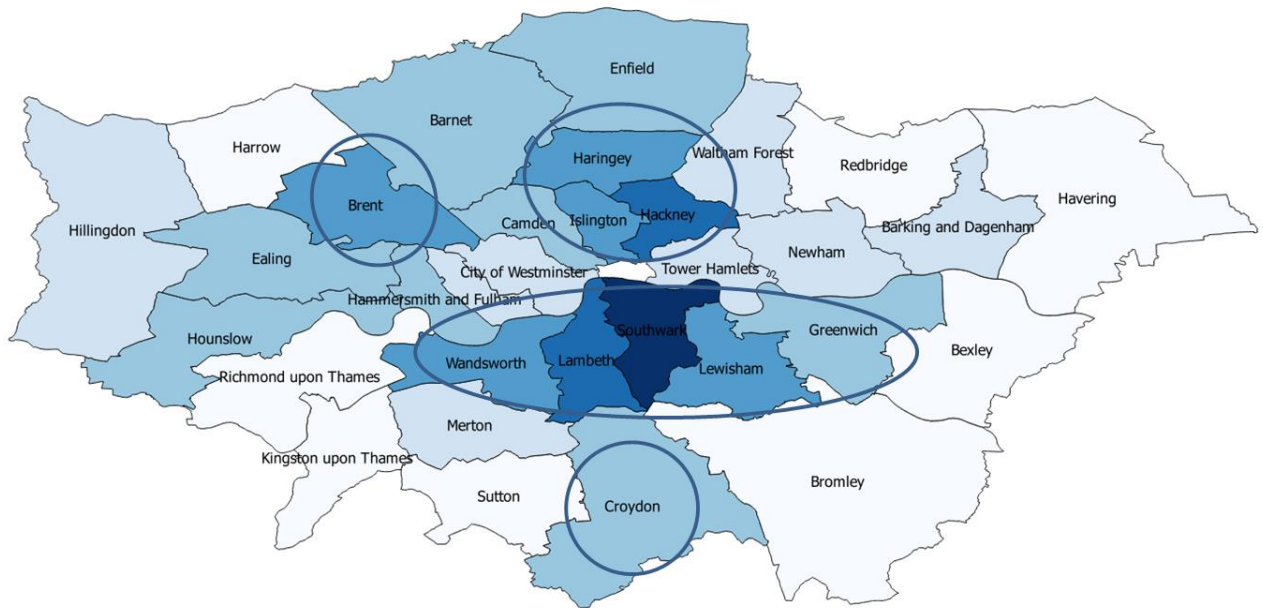 Enfield
Barnet
Harrow
Haringey
Waltham Forest
Redbridge
Havering
Brent
Camden
Islington
Hackney
Hillingdon
Barking and Dagenham
Ealing
City of Westminster
Tower Hamlets
Newham
Hammersmith and Fulham
Hounslow
Southwark
Greenwich
Richmond upon Thames
Wandsworth
Lambeth
Lewisham
Bexley
Merton
Kingston upon Thames
Sutton
Croydon
Bromley